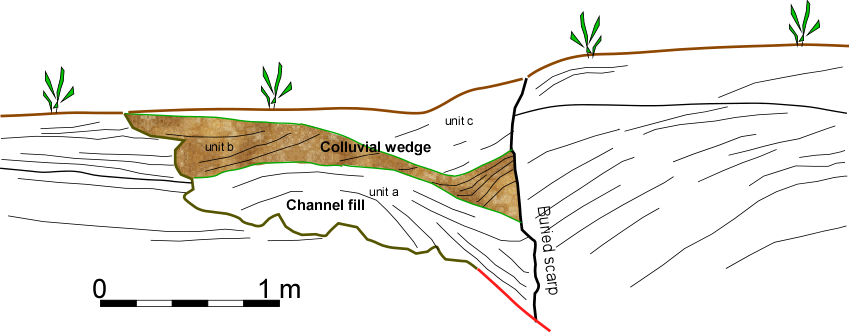 unit c
unit b
Colluvial wedge
unit a
Channel fill
Buried scarp
0
1 m